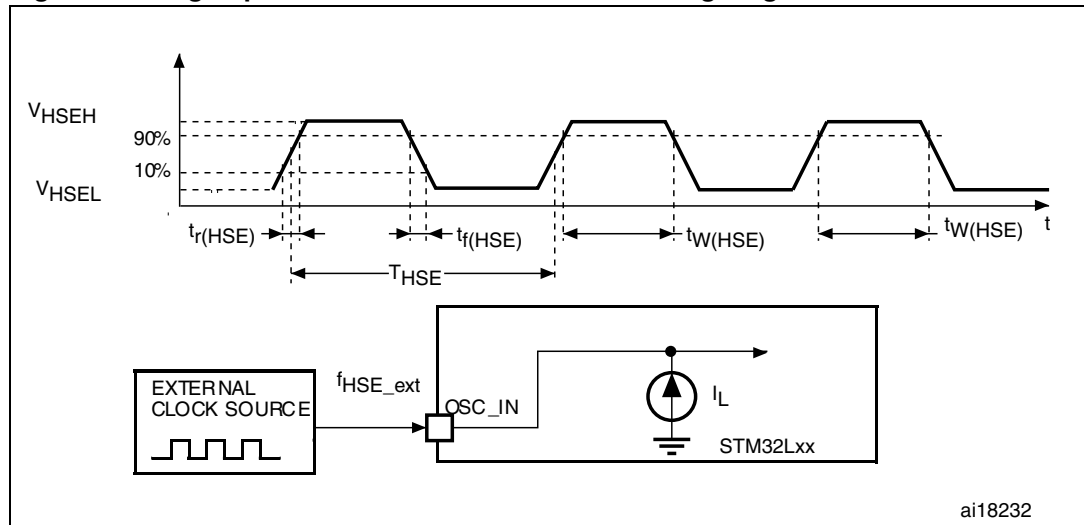 VHSEH
90%
10%
VHSEL
tr(HSE)
tf(HSE)
tW(HSE)
tW(HSE)
t
THSE
EXTERNAL
CLOCK SOURCE
fHSE_ext
OSC_IN
IL
STM32Lxx
ai18232